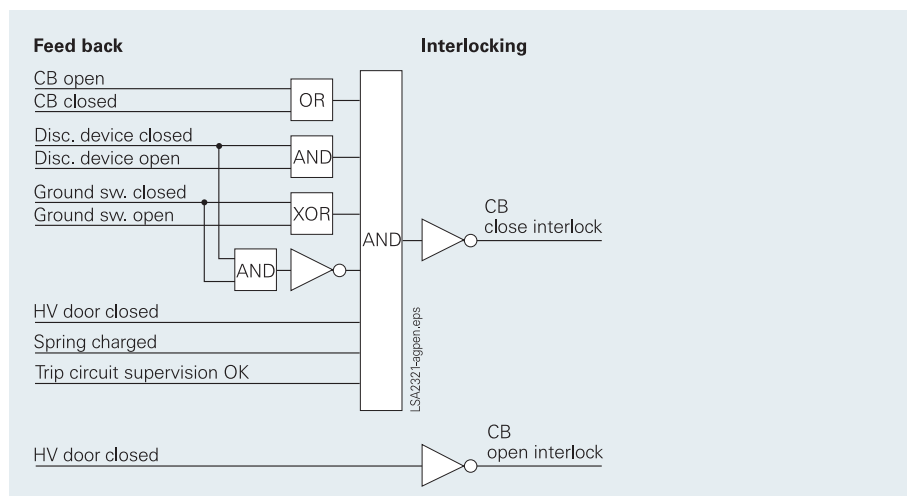 Feed back
Interlocking
CB open
CB closed
OR
Disc. device closed
Disc. device open
AND
Ground sw. closed
Ground sw. open
XOR
AND
CB
close interlock
AND
HV door closed
Spring charged
Trip circuit supervision OK
LSA2321-agpen.eps
HV door closed
CB
open interlock